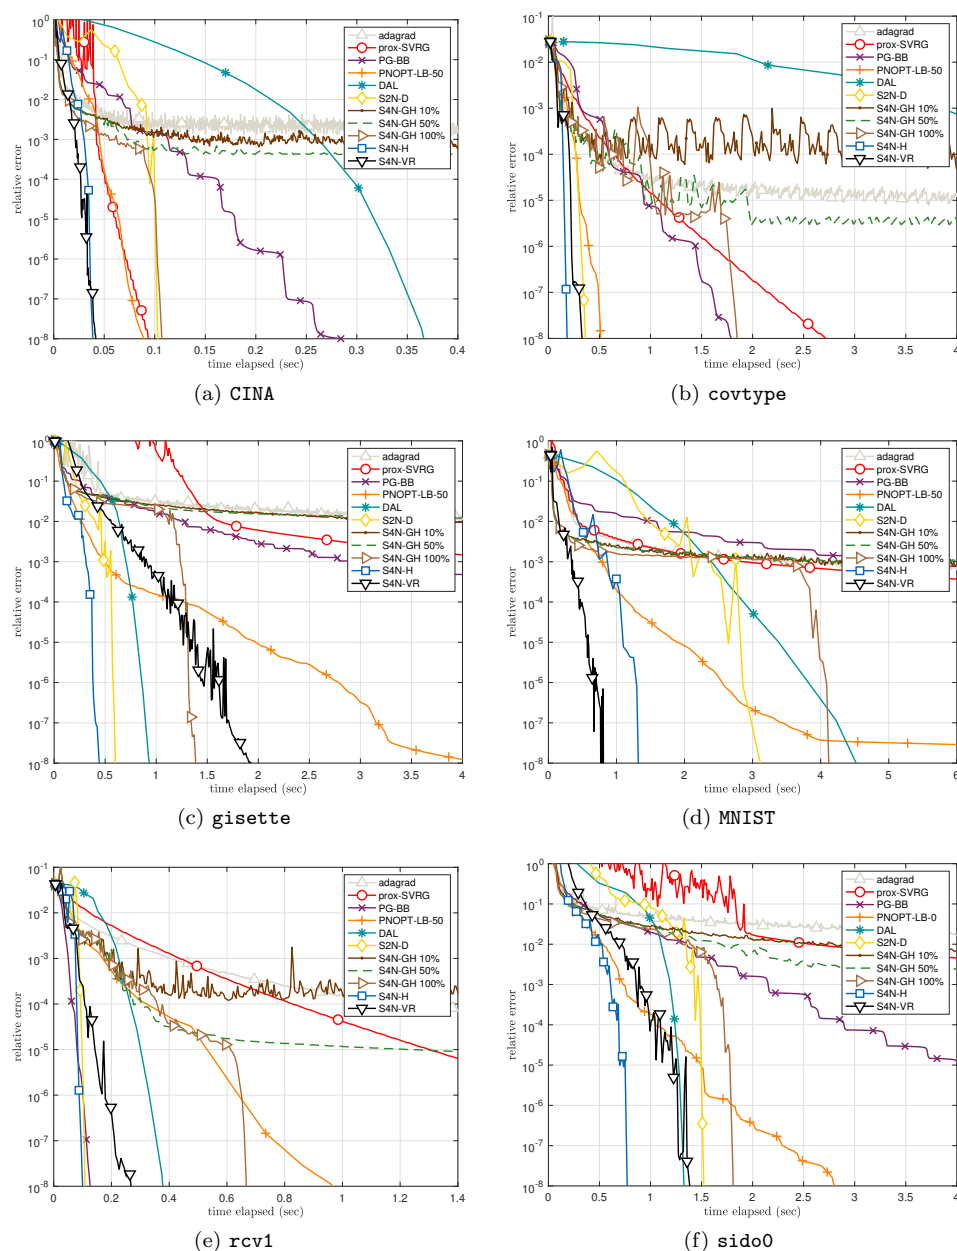 10^0
10^-1
10^-2
10^-3
10^-4
10^-5
10^-6
10^-7
10^-8
relative error
0 0.05 0.1 0.15 0.2 0.25 0.3 0.35 0.4
time elapsed (sec)
adagrad
prox-SVRG
PG-BB
PNOPT-LB-50
DAL
S2N-D
S4N-GH 10%
S4N-GH 50%
S4N-GH 100%
S4N-H
S4N-VR
(a) CINA
10^-1
10^-2
10^-3
10^-4
10^-5
10^-6
10^-7
10^-8
relative error
0 0.5 1 1.5 2 2.5 3 3.5 4
time elapsed (sec)
adagrad
prox-SVRG
PG-BB
PNOPT-LB-50
DAL
S2N-D
S4N-GH 10%
S4N-GH 50%
S4N-GH 100%
S4N-H
S4N-VR
(b) covtype
10^0
10^-1
10^-2
10^-3
10^-4
10^-5
10^-6
10^-7
10^-8
relative error
0 0.5 1 1.5 2 2.5 3 3.5 4
time elapsed (sec)
adagrad
prox-SVRG
PG-BB
PNOPT-LB-50
DAL
S2N-D
S4N-GH 10%
S4N-GH 50%
S4N-GH 100%
S4N-H
S4N-VR
(c) gisette
10^0
10^-1
10^-2
10^-3
10^-4
10^-5
10^-6
10^-7
10^-8
relative error
0 1 2 3 4 5 6
time elapsed (sec)
adagrad
prox-SVRG
PG-BB
PNOPT-LB-50
DAL
S2N-D
S4N-GH 10%
S4N-GH 50%
S4N-GH 100%
S4N-H
S4N-VR
(d) MNIST
10^-1
10^-2
10^-3
10^-4
10^-5
10^-6
10^-7
10^-8
relative error
0 0.2 0.4 0.6 0.8 1 1.2 1.4
time elapsed (sec)
adagrad
prox-SVRG
PG-BB
PNOPT-LB-50
DAL
S2N-D
S4N-GH 10%
S4N-GH 50%
S4N-GH 100%
S4N-H
S4N-VR
(e) rcv1
10^0
10^-1
10^-2
10^-3
10^-4
10^-5
10^-6
10^-7
10^-8
relative error
0 0.5 1 1.5 2 2.5 3 3.5 4
time elapsed (sec)
adagrad
prox-SVRG
PG-BB
PNOPT-LB-0
DAL
S2N-D
S4N-GH 10%
S4N-GH 50%
S4N-GH 100%
S4N-H
S4N-VR
(f) sido0